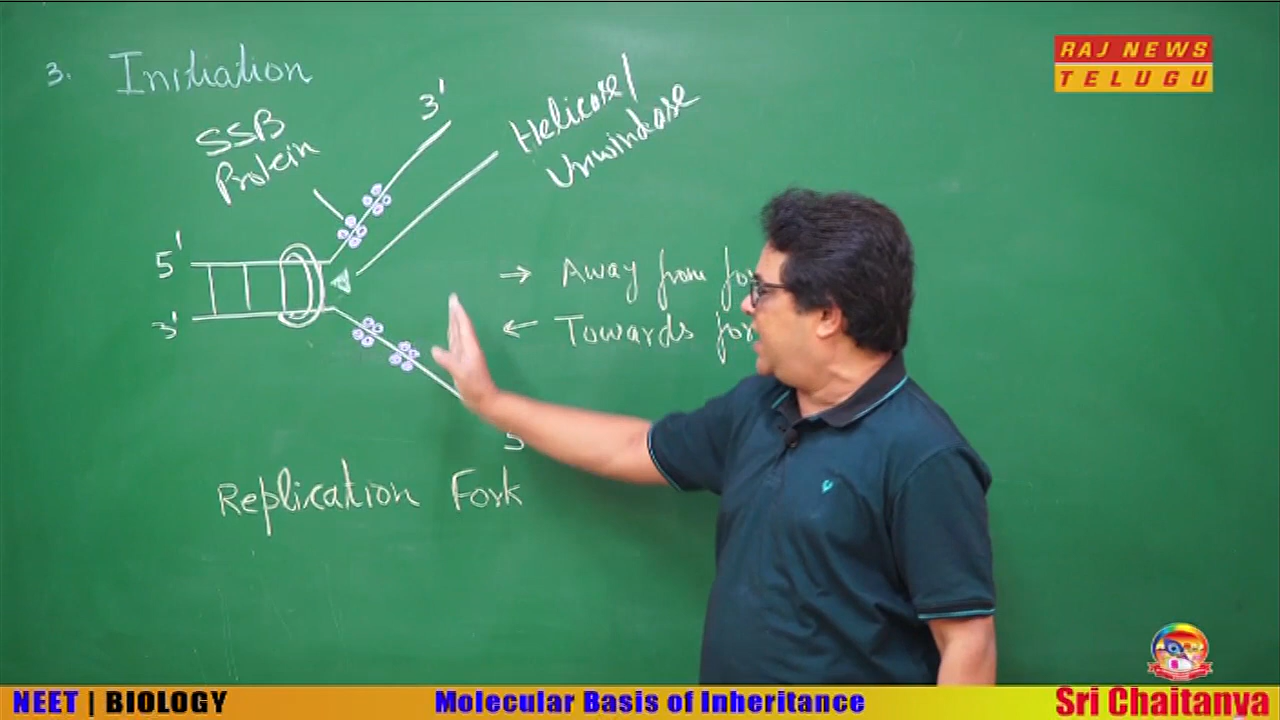 RAJ NEWS
TELUGU
3. Initiation
SSB
Protein
3'
Helicase/
Unwindase
5'
3'
→ Away from
← Towards
5
Replication Fork
NEET | BIOLOGY
Molecular Basis of Inheritance
Sri Chaitanya